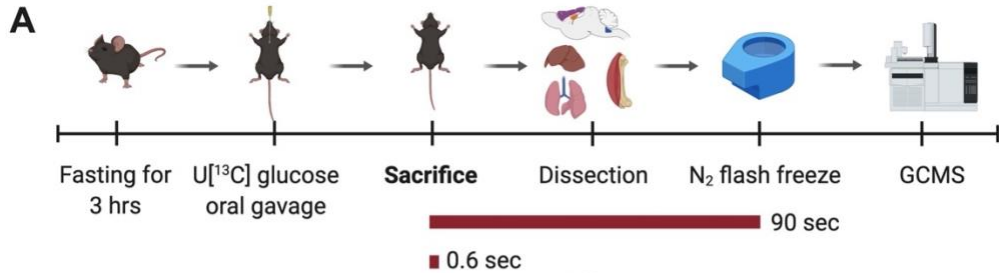 A
Fasting for
3 hrs
U[¹³C] glucose
oral gavage
Sacrifice
Dissection
N₂ flash freeze
GCMS
90 sec
0.6 sec